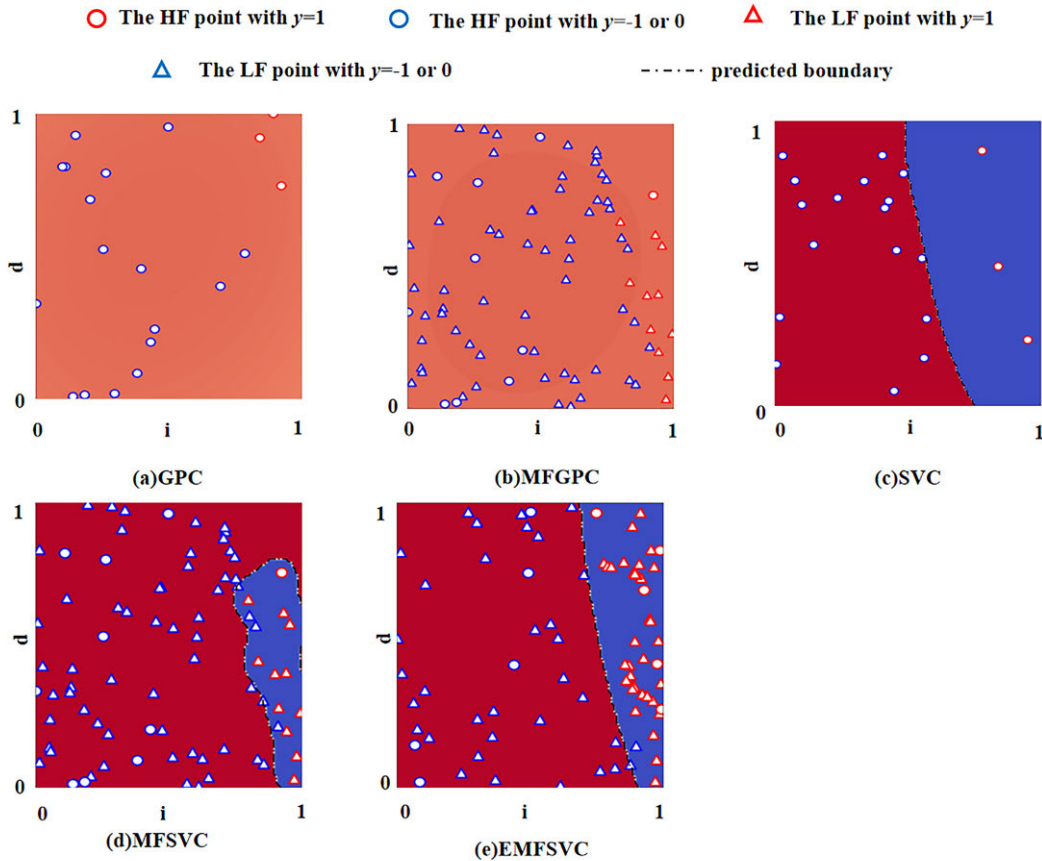 The HF point with y=1
The HF point with y=-1 or 0
The LF point with y=1
The LF point with y=-1 or 0
predicted boundary
1
d
0
0
i
1
(a)GPC
1
d
0
0
i
1
(b)MFGPC
1
d
0
0
i
1
(c)SVC
1
d
0
0
i
1
(d)MFSVC
1
d
0
0
i
1
(e)EMFSVC